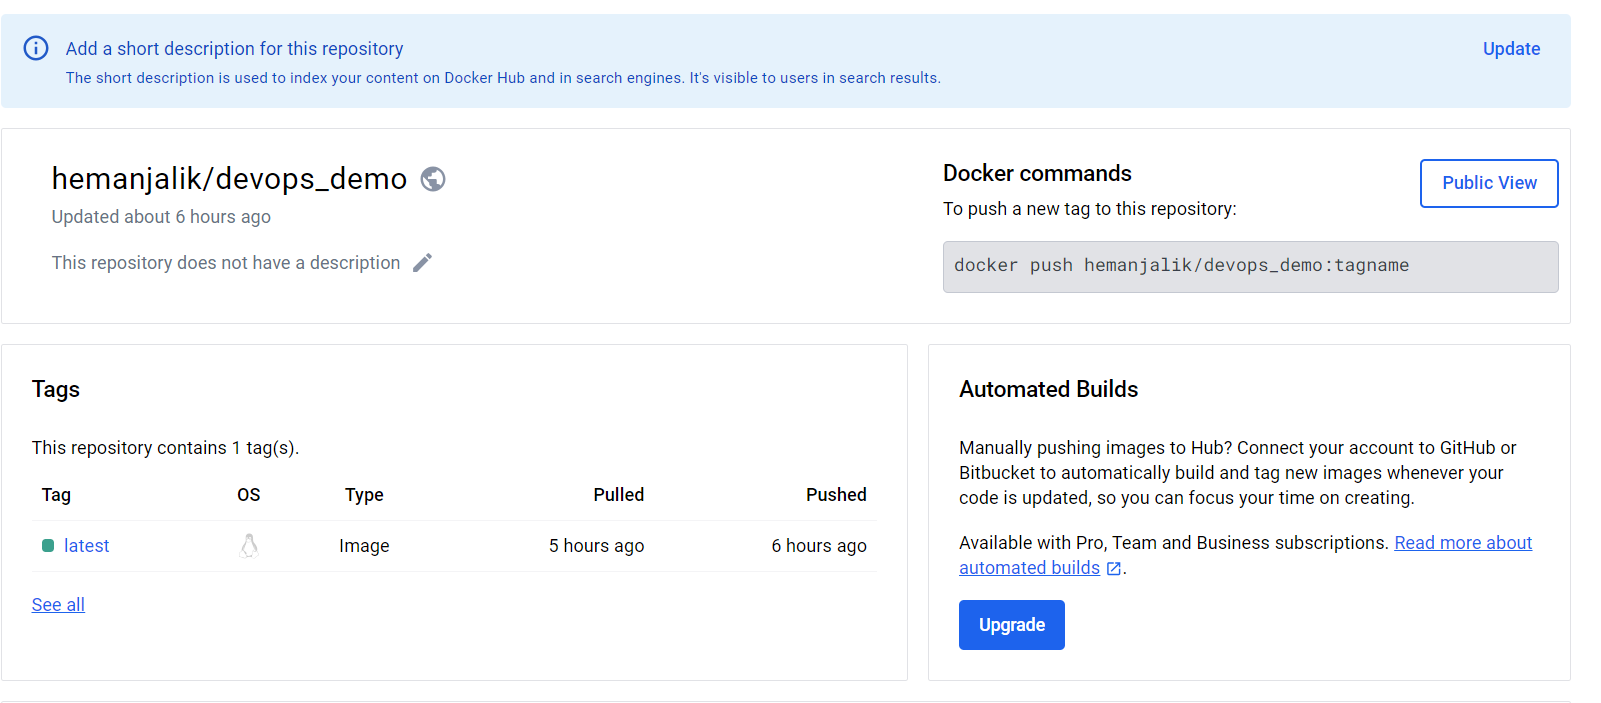 Add a short description for this repository
Update
The short description is used to index your content on Docker Hub and in search engines. It's visible to users in search results.
hemanjalik/devops_demo
Updated about 6 hours ago
This repository does not have a description
Docker commands
Public View
To push a new tag to this repository:
docker push hemanjalik/devops_demo:tagname
Tags
This repository contains 1 tag(s).
Tag OS Type Pulled Pushed
latest Image 5 hours ago 6 hours ago
See all
Automated Builds
Manually pushing images to Hub? Connect your account to GitHub or
Bitbucket to automatically build and tag new images whenever your
code is updated, so you can focus your time on creating.
Available with Pro, Team and Business subscriptions. Read more about
automated builds .
Upgrade